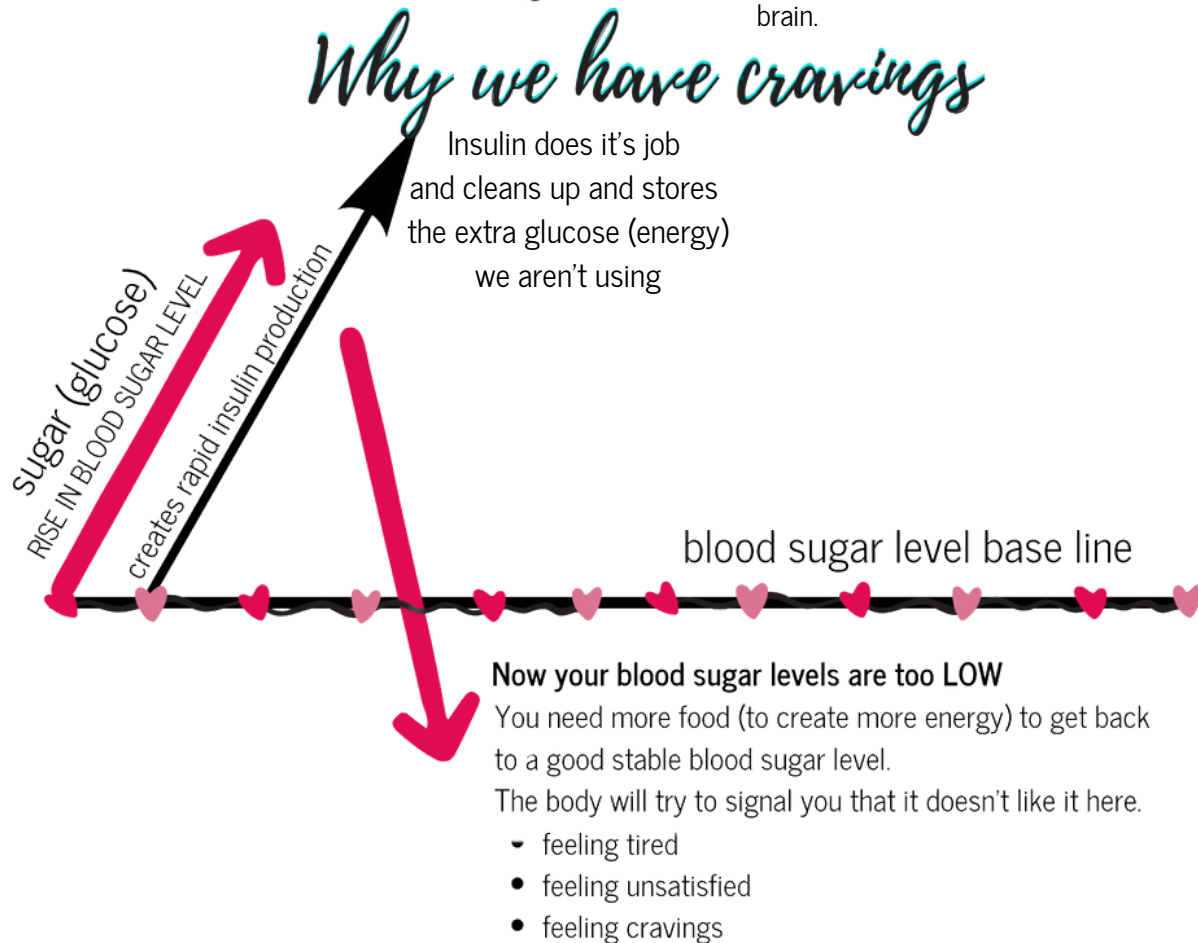 brain.
Why we have cravings
Insulin does it's job
and cleans up and stores
the extra glucose (energy)
we aren't using
sugar (glucose)
RISE IN BLOOD SUGAR LEVEL
creates rapid insulin production
blood sugar level base line
Now your blood sugar levels are too LOW
You need more food (to create more energy) to get back
to a good stable blood sugar level.
The body will try to signal you that it doesn't like it here.
feeling tired
feeling unsatisfied
feeling cravings